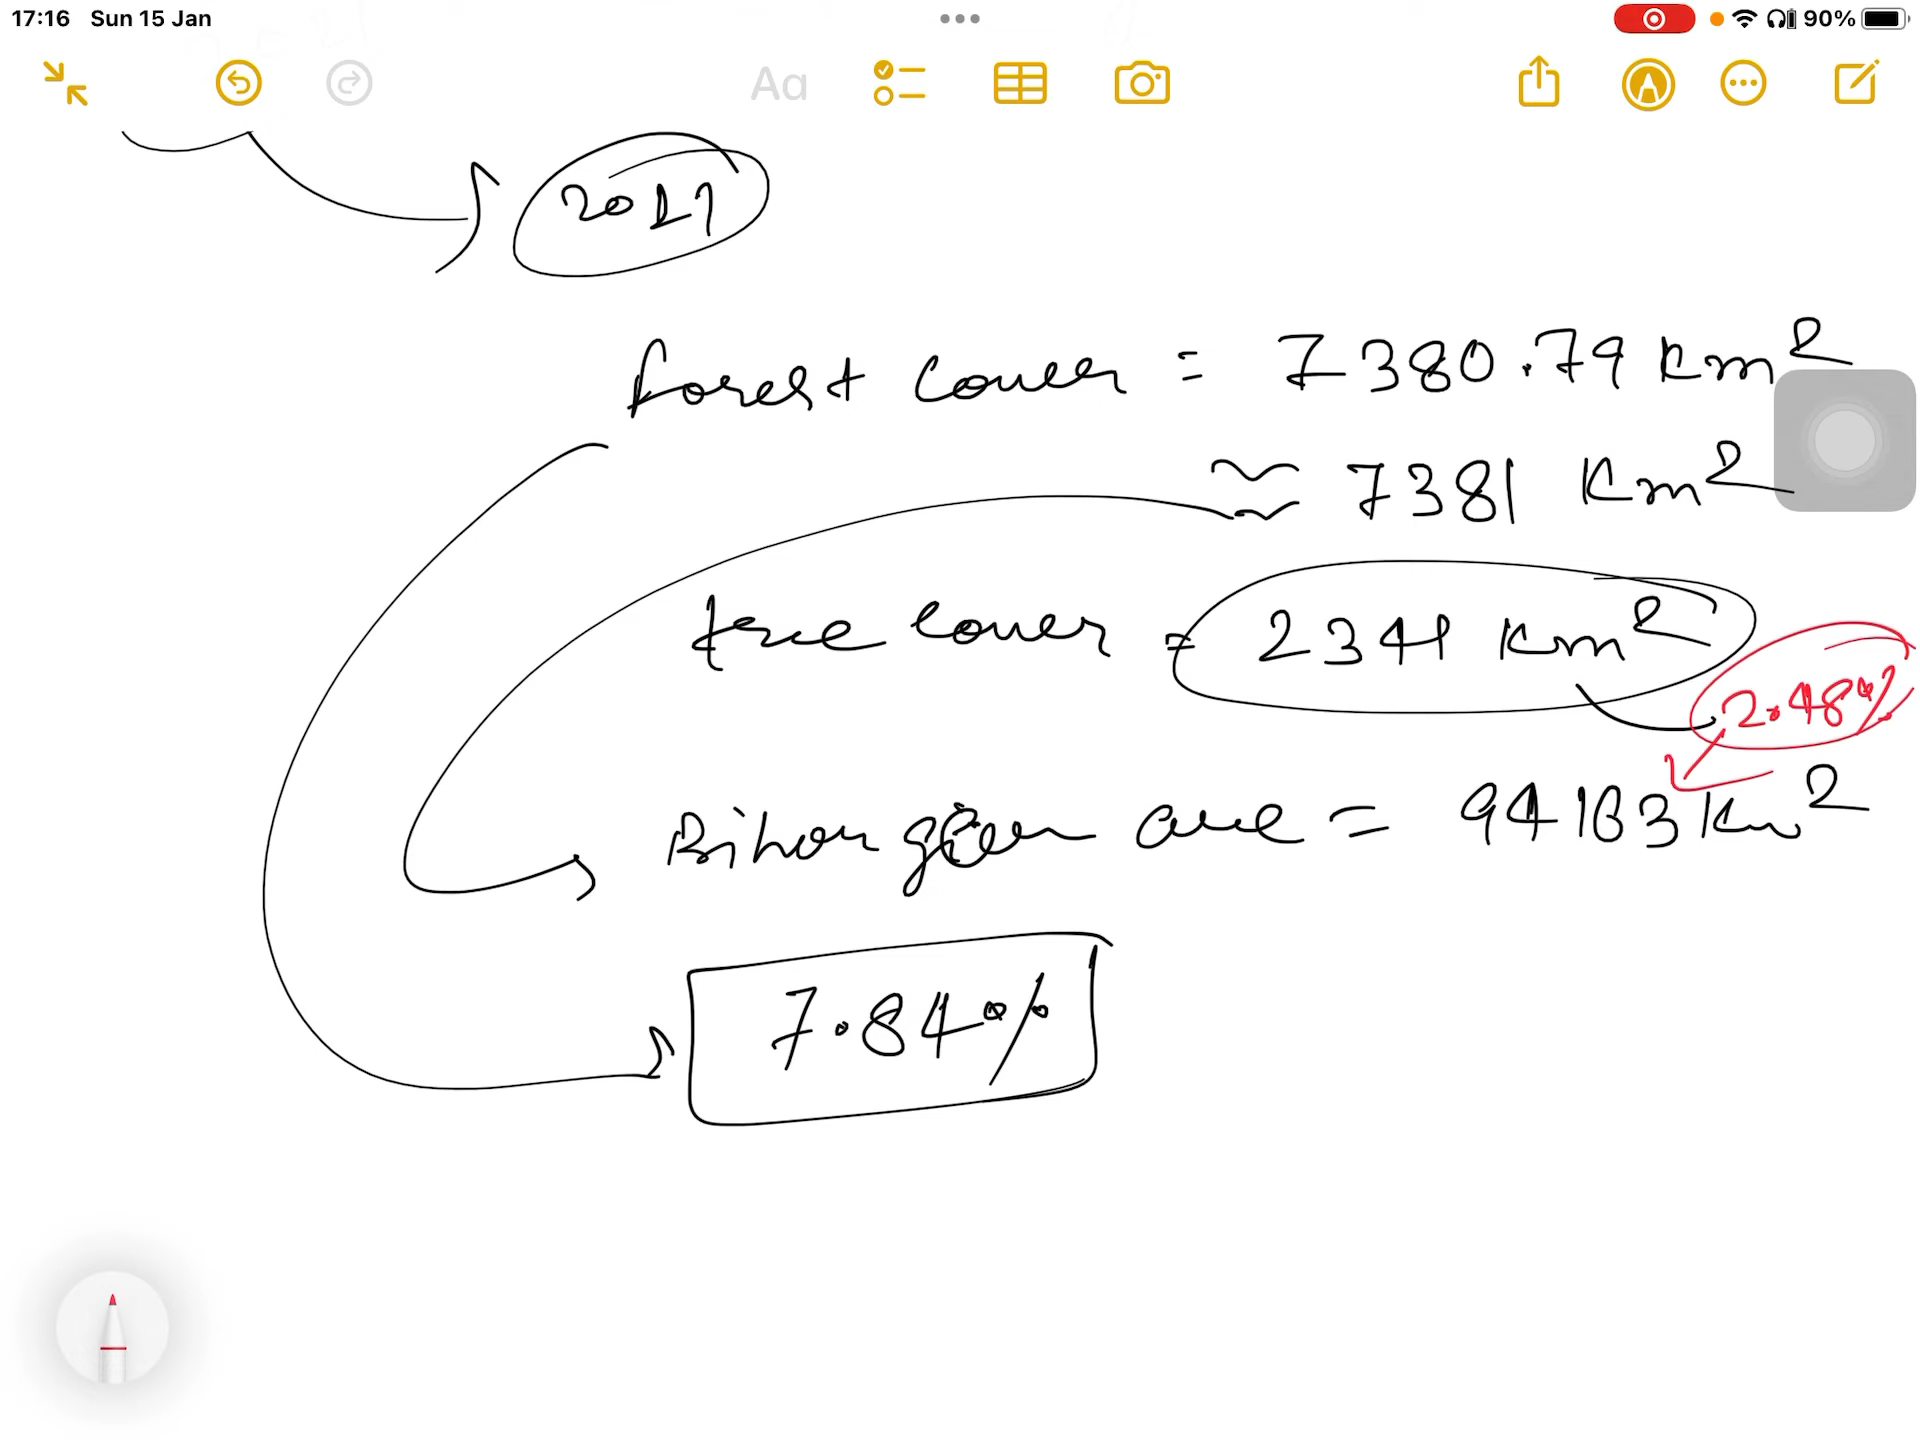 17:16 Sun 15 Jan
90%
Aa
2021
forest cover = 7380.79 km²
≈ 7381 Km²
tree cover = 2341 Km²
2.48%
Bihar area = 94163 Km²
7.84%